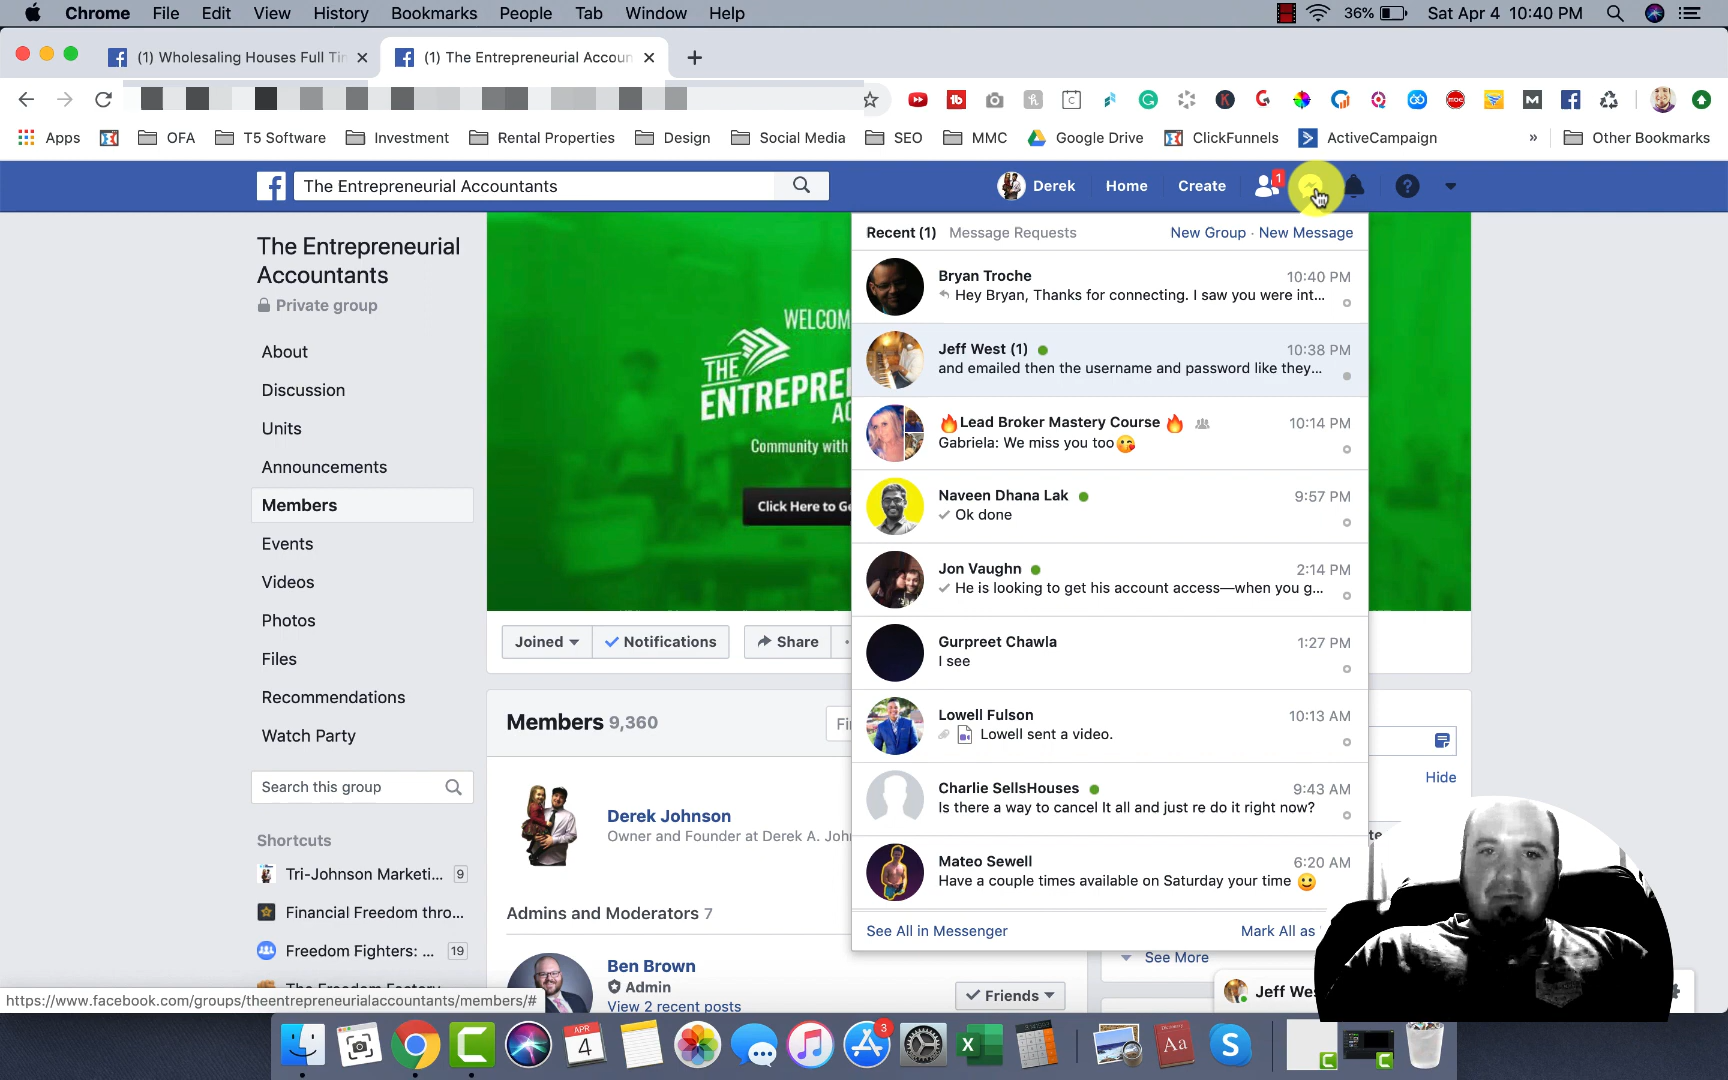 Chrome File Edit View History Bookmarks People Tab Window Help 36% Sat Apr 4 10:40 PM
(1) Wholesaling Houses Full Tim (1) The Entrepreneurial Accoun
Apps OFA T5 Software Investment Rental Properties Design Social Media SEO MMC Google Drive ClickFunnels ActiveCampaign » Other Bookmarks
The Entrepreneurial Accountants Derek Home Create 1
The Entrepreneurial
Accountants
Private group
About
Discussion
Units
Announcements
Members
Events
Videos
Photos
Files
Recommendations
Watch Party
Search this group
Shortcuts
Tri-Johnson Marketi... 9
Financial Freedom thro...
Freedom Fighters: ... 19
The Freedom Factory
https://www.facebook.com/groups/theentrepreneurialaccountants/members/#
WELCOM
THE
ENTREPRE
AC
Community with
Click Here to Ge
Joined Notifications Share
Members 9,360
Fi
Derek Johnson
Owner and Founder at Derek A. Joh
Admins and Moderators 7
Ben Brown
Admin
View 2 recent posts
Friends
Recent (1) Message Requests New Group · New Message
Bryan Troche 10:40 PM
Hey Bryan, Thanks for connecting. I saw you were int...
Jeff West (1) 10:38 PM
and emailed then the username and password like they...
🔥Lead Broker Mastery Course 🔥 10:14 PM
Gabriela: We miss you too😘
Naveen Dhana Lak 9:57 PM
Ok done
Jon Vaughn 2:14 PM
He is looking to get his account access—when you g...
Gurpreet Chawla 1:27 PM
I see
Lowell Fulson 10:13 AM
Lowell sent a video.
Charlie SellsHouses 9:43 AM
Is there a way to cancel It all and just re do it right now?
Mateo Sewell 6:20 AM
Have a couple times available on Saturday your time 🙂
See All in Messenger Mark All as
Hide
te
See More
Jeff Wes
APR
4
3
Aa